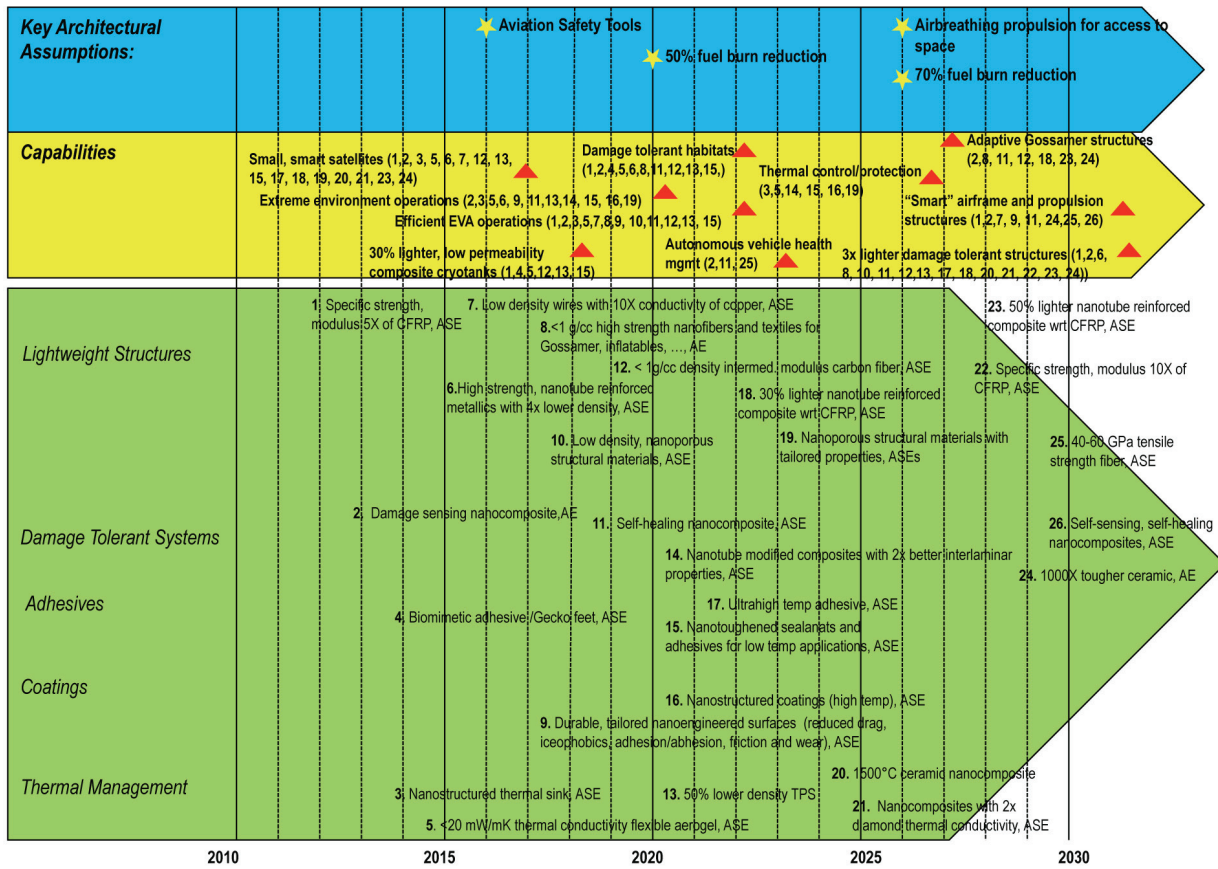 Key Architectural
Assumptions:
Aviation Safety Tools
50% fuel burn reduction
Airbreathing propulsion for access to
space
70% fuel burn reduction
Capabilities
Small, smart satellites (1,2, 3, 5, 6, 7, 12, 13,
15, 17, 18, 19, 20, 21, 23, 24)
Extreme environment operations (2,3,5,6, 9, 11,13,14, 15, 16,19)
Efficient EVA operations (1,2,3,5,7,8,9, 10,11,12,13, 15)
30% lighter, low permeability
composite cryotanks (1,4,5,12,13, 15)
Damage tolerant habitats
(1,2,4,5,6,8,11,12,13,15,)
Autonomous vehicle health
mgmt (2,11, 25)
Thermal control/protection
(3,5,14, 15, 16,19)
Adaptive Gossamer structures
(2,8, 11, 12, 18, 23, 24)
“Smart” airframe and propulsion
structures (1,2,7, 9, 11, 24,25, 26)
3x lighter damage tolerant structures (1,2,6,
8, 10, 11, 12,13, 17, 18, 20, 21, 22, 23, 24))
Lightweight Structures
1. Specific strength,
modulus 5X of CFRP, ASE
7. Low density wires with 10X conductivity of copper, ASE
8.<1 g/cc high strength nanofibers and textiles for
Gossamer, inflatables, ..., AE
12. < 1g/cc density intermed. modulus carbon fiber, ASE
6.High strength, nanotube reinforced
metallics with 4x lower density, ASE
18. 30% lighter nanotube reinforced
composite wrt CFRP, ASE
10. Low density, nanoporous
structural materials, ASE
19. Nanoporous structural materials with
tailored properties, ASEs
23. 50% lighter nanotube reinforced
composite wrt CFRP, ASE
22. Specific strength, modulus 10X of
CFRP, ASE
25. 40-60 GPa tensile
strength fiber, ASE
Damage Tolerant Systems
2. Damage sensing nanocomposite,AE
11. Self-healing nanocomposite, ASE
14. Nanotube modified composites with 2x better interlaminar
properties, ASE
26. Self-sensing, self-healing
nanocomposites, ASE
24. 1000X tougher ceramic, AE
Adhesives
4. Biomimetic adhesive /Gecko feet, ASE
17. Ultrahigh temp adhesive, ASE
15. Nanotoughened sealanats and
adhesives for low temp applications, ASE
Coatings
16. Nanostructured coatings (high temp), ASE
9. Durable, tailored nanoengineered surfaces (reduced drag,
iceophobics, adhesion/abhesion, friction and wear), ASE
Thermal Management
3. Nanostructured thermal sink, ASE
5. <20 mW/mK thermal conductivity flexible aerogel, ASE
13. 50% lower density TPS
20. 1500°C ceramic nanocomposite
21. Nanocomposites with 2x
diamond thermal conductivity, ASE
2010
2015
2020
2025
2030